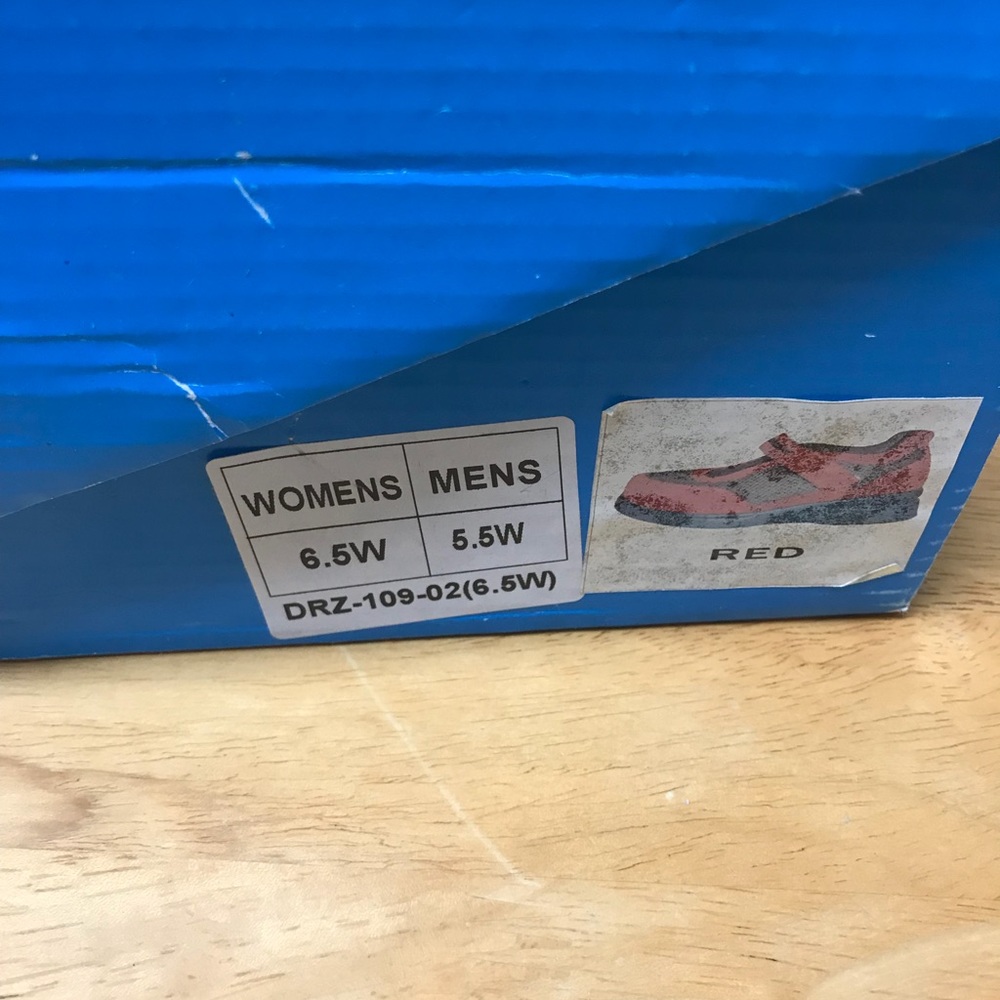 WOMENS MENS
6.5W 5.5W
DRZ-109-02(6.5W)
RED